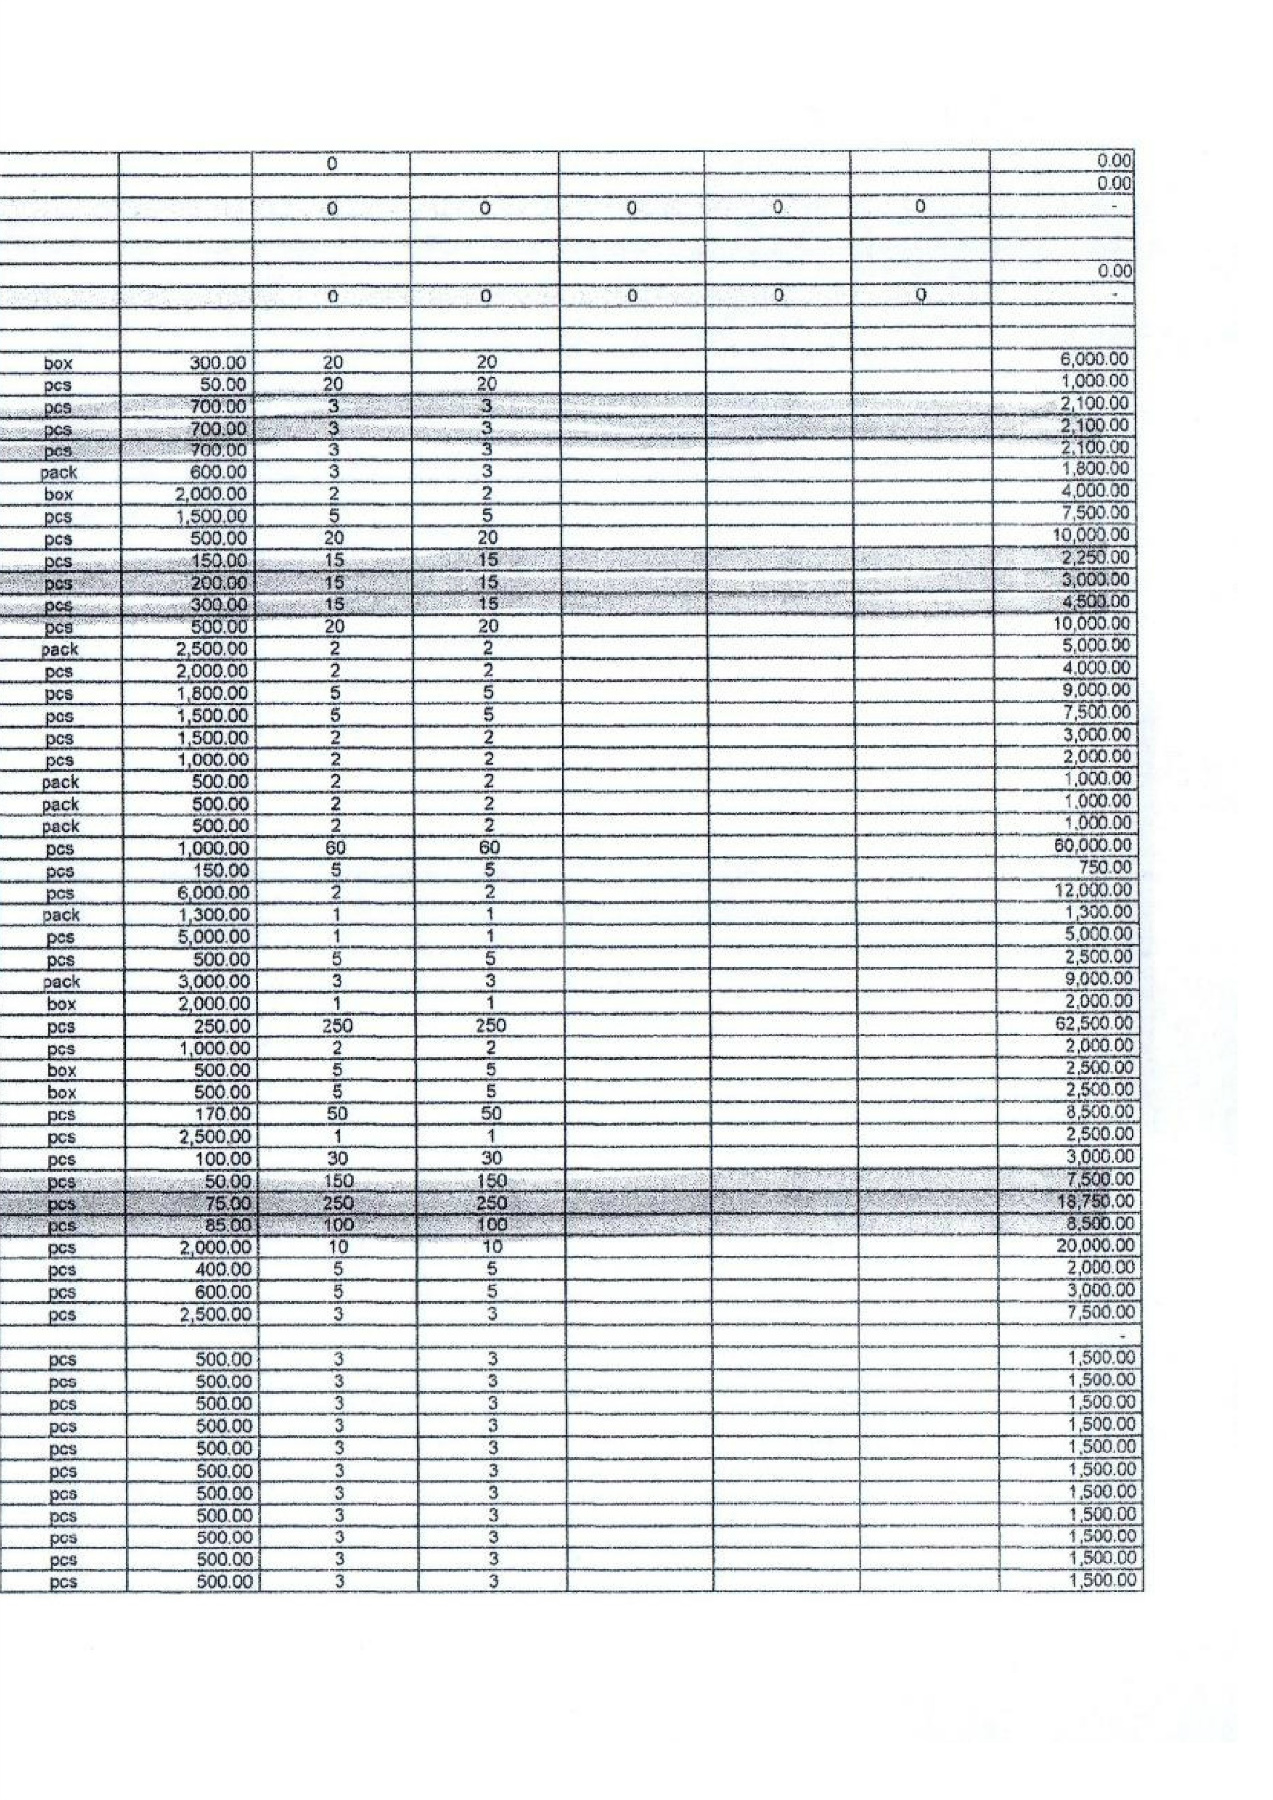 0 0.00
0.00
0 0 0 0 0 -
0.00
0 0 0 0 0 -
box 300.00 20 20 6,000.00
pcs 50.00 20 20 1,000.00
pcs 700.00 3 3 2,100.00
pcs 700.00 3 3 2,100.00
pcs 700.00 3 3 2,100.00
pack 600.00 3 3 1,800.00
box 2,000.00 2 2 4,000.00
pcs 1,500.00 5 5 7,500.00
pcs 500.00 20 20 10,000.00
pcs 150.00 15 15 2,250.00
pcs 200.00 15 15 3,000.00
pcs 300.00 15 15 4,500.00
pcs 500.00 20 20 10,000.00
pack 2,500.00 2 2 5,000.00
pcs 2,000.00 2 2 4,000.00
pcs 1,800.00 5 5 9,000.00
pcs 1,500.00 5 5 7,500.00
pcs 1,500.00 2 2 3,000.00
pcs 1,000.00 2 2 2,000.00
pack 500.00 2 2 1,000.00
pack 500.00 2 2 1,000.00
pack 500.00 2 2 1,000.00
pcs 1,000.00 60 60 60,000.00
pcs 150.00 5 5 750.00
pcs 6,000.00 2 2 12,000.00
pack 1,300.00 1 1 1,300.00
pcs 5,000.00 1 1 5,000.00
pcs 500.00 5 5 2,500.00
pack 3,000.00 3 3 9,000.00
box 2,000.00 1 1 2,000.00
pcs 250.00 250 250 62,500.00
pcs 1,000.00 2 2 2,000.00
box 500.00 5 5 2,500.00
box 500.00 5 5 2,500.00
pcs 170.00 50 50 8,500.00
pcs 2,500.00 1 1 2,500.00
pcs 100.00 30 30 3,000.00
pcs 50.00 150 150 7,500.00
pcs 75.00 250 250 18,750.00
pcs 85.00 100 100 8,500.00
pcs 2,000.00 10 10 20,000.00
pcs 400.00 5 5 2,000.00
pcs 600.00 5 5 3,000.00
pcs 2,500.00 3 3 7,500.00
-
pcs 500.00 3 3 1,500.00
pcs 500.00 3 3 1,500.00
pcs 500.00 3 3 1,500.00
pcs 500.00 3 3 1,500.00
pcs 500.00 3 3 1,500.00
pcs 500.00 3 3 1,500.00
pcs 500.00 3 3 1,500.00
pcs 500.00 3 3 1,500.00
pcs 500.00 3 3 1,500.00
pcs 500.00 3 3 1,500.00
pcs 500.00 3 3 1,500.00